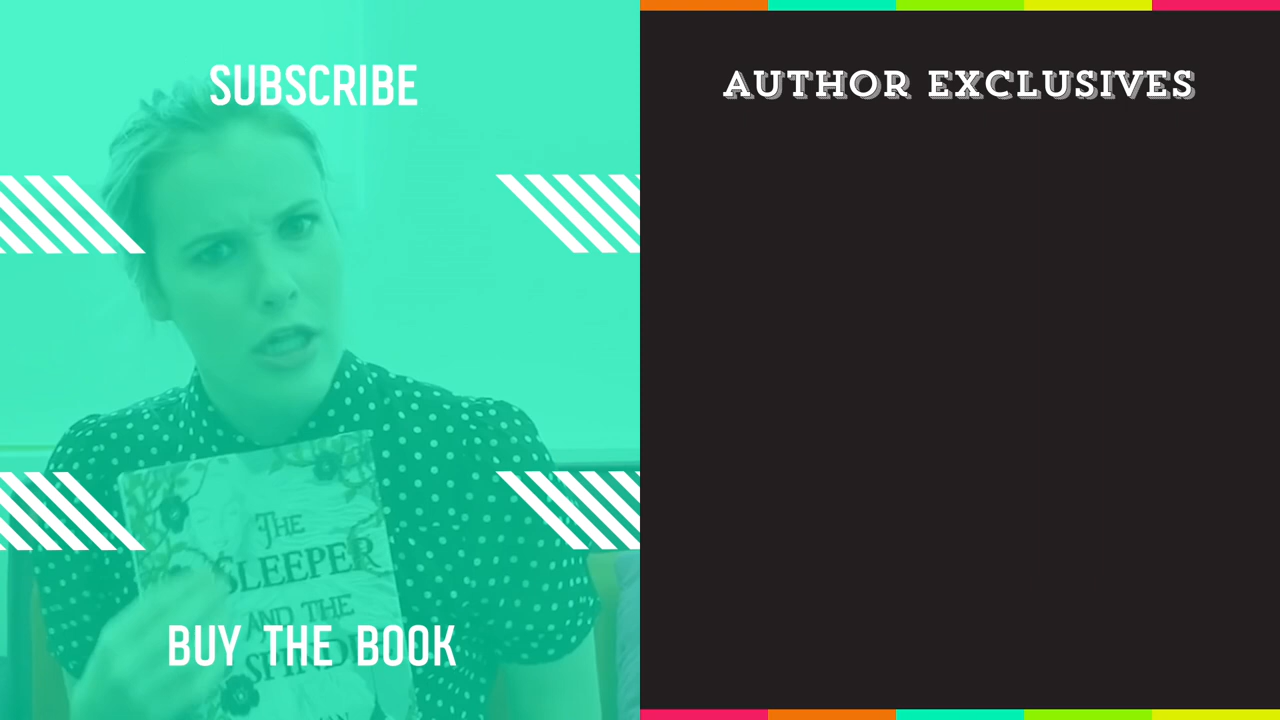 SUBSCRIBE
THE
SLEEPER
AND THE
BUY THE BOOK
AUTHOR EXCLUSIVES